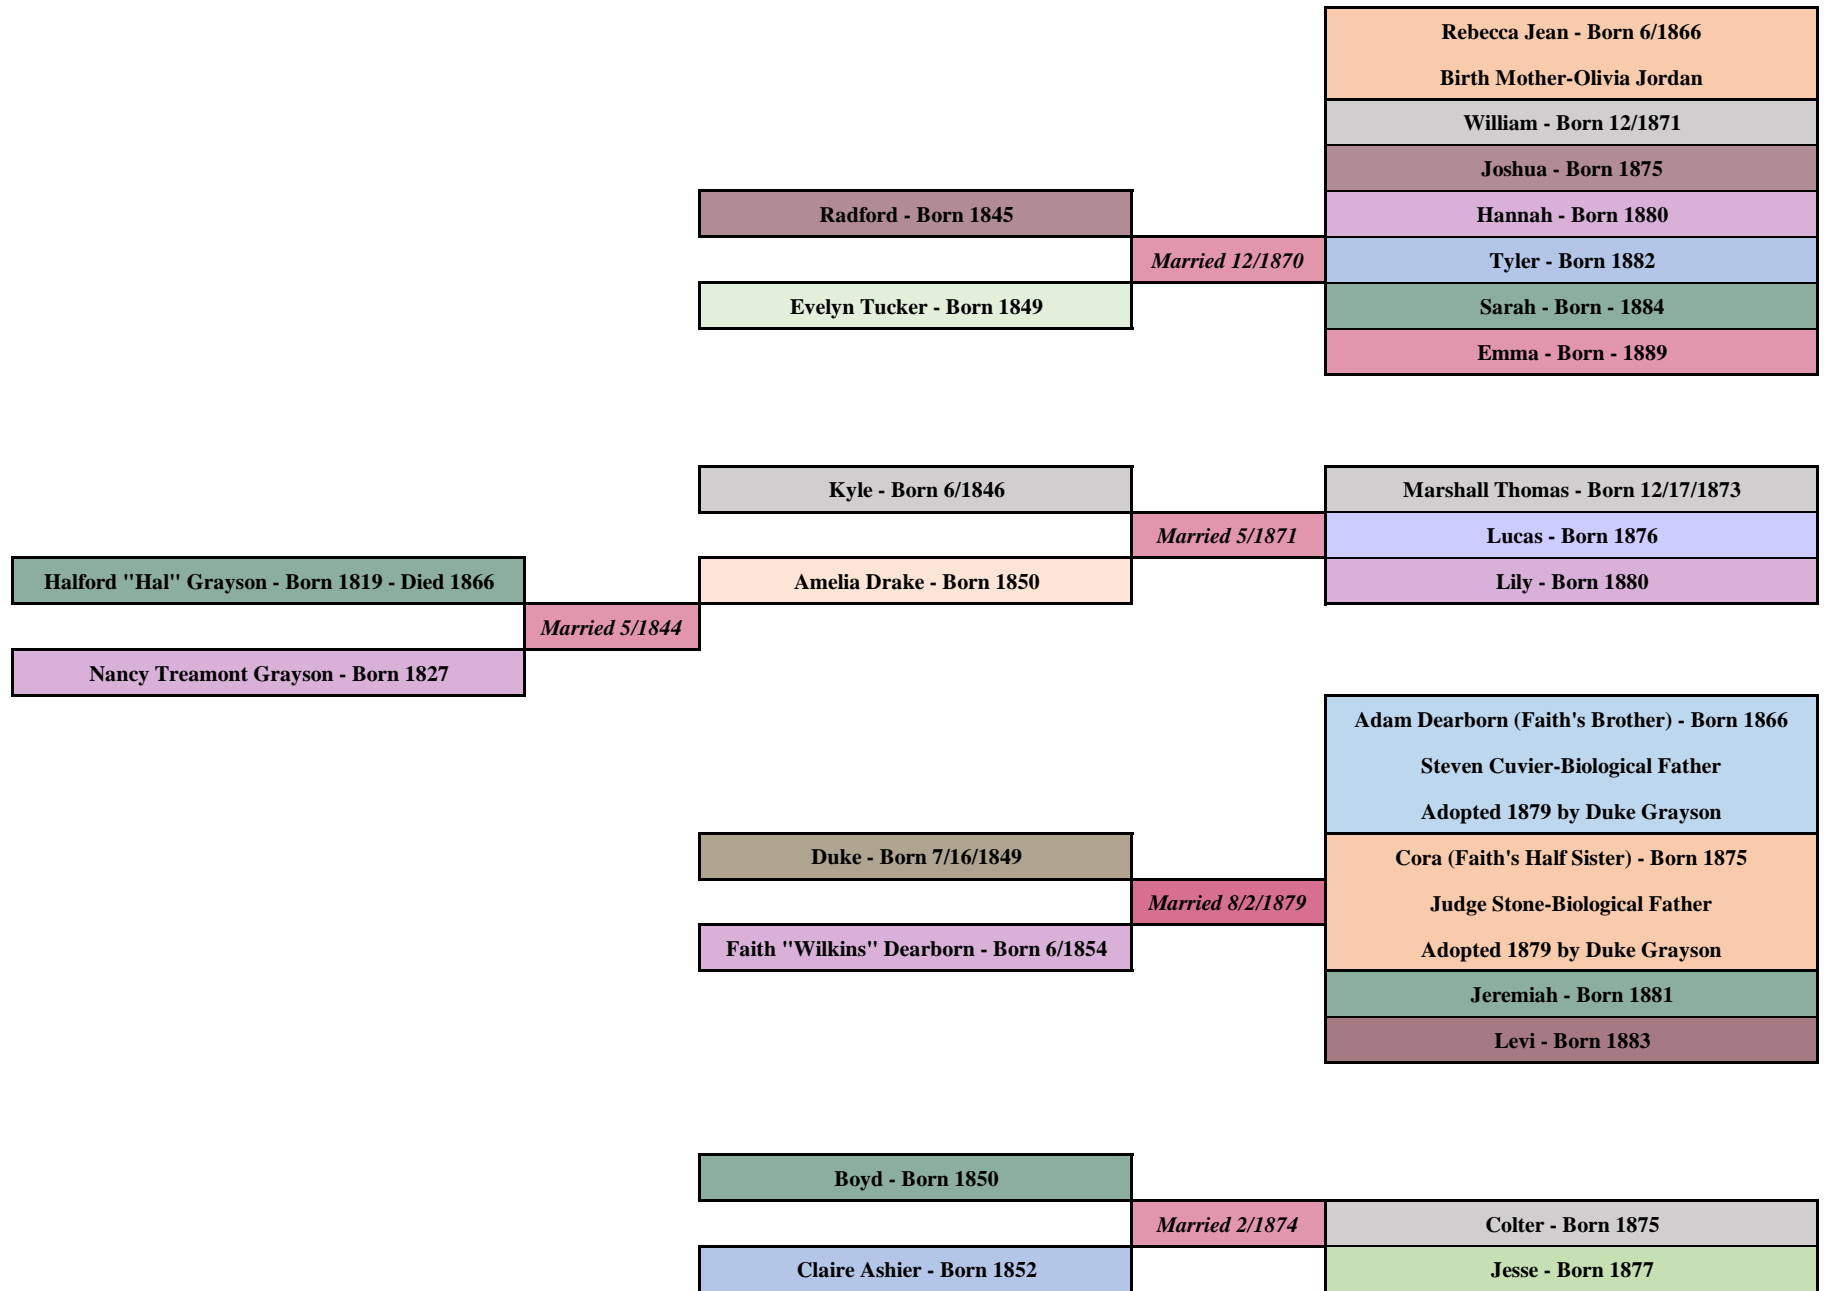 Rebecca Jean - Born 6/1866
Birth Mother-Olivia Jordan
William - Born 12/1871
Joshua - Born 1875
Radford - Born 1845
Hannah - Born 1880
Married 12/1870
Tyler - Born 1882
Evelyn Tucker - Born 1849
Sarah - Born - 1884
Emma - Born - 1889
Kyle - Born 6/1846
Marshall Thomas - Born 12/17/1873
Married 5/1871
Lucas - Born 1876
Halford "Hal" Grayson - Born 1819 - Died 1866
Amelia Drake - Born 1850
Lily - Born 1880
Married 5/1844
Nancy Treamont Grayson - Born 1827
Adam Dearborn (Faith's Brother) - Born 1866
Steven Cuvier-Biological Father
Adopted 1879 by Duke Grayson
Duke - Born 7/16/1849
Cora (Faith's Half Sister) - Born 1875
Married 8/2/1879
Judge Stone-Biological Father
Faith "Wilkins" Dearborn - Born 6/1854
Adopted 1879 by Duke Grayson
Jeremiah - Born 1881
Levi - Born 1883
Boyd - Born 1850
Married 2/1874
Colter - Born 1875
Claire Ashier - Born 1852
Jesse - Born 1877